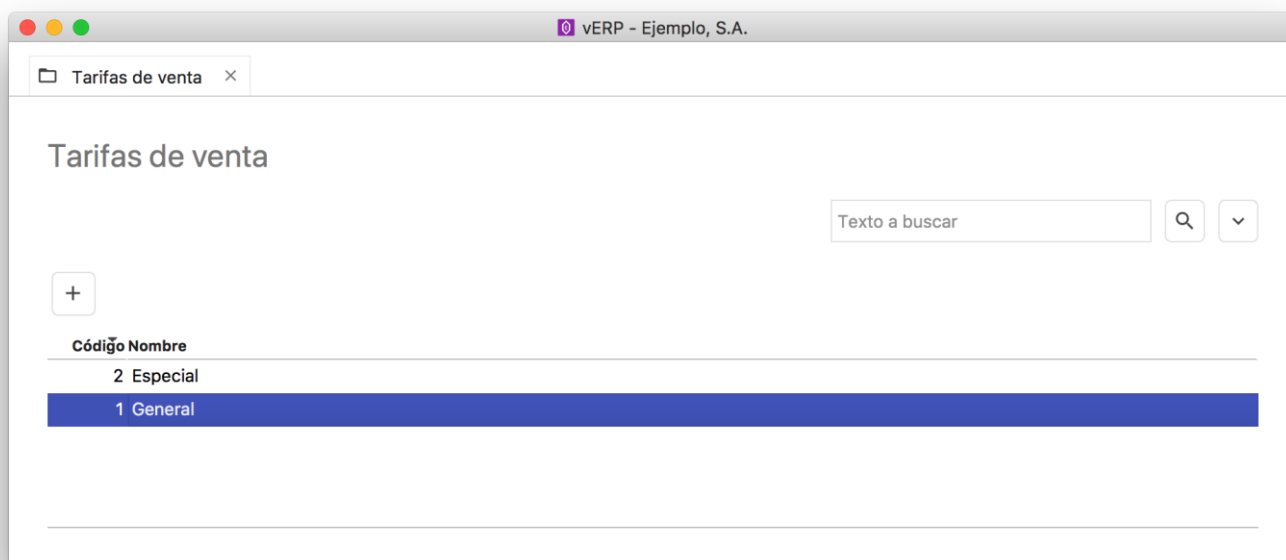 vERP - Ejemplo, S.A.
Tarifas de venta
Tarifas de venta
Texto a buscar
Código Nombre
2 Especial
1 General